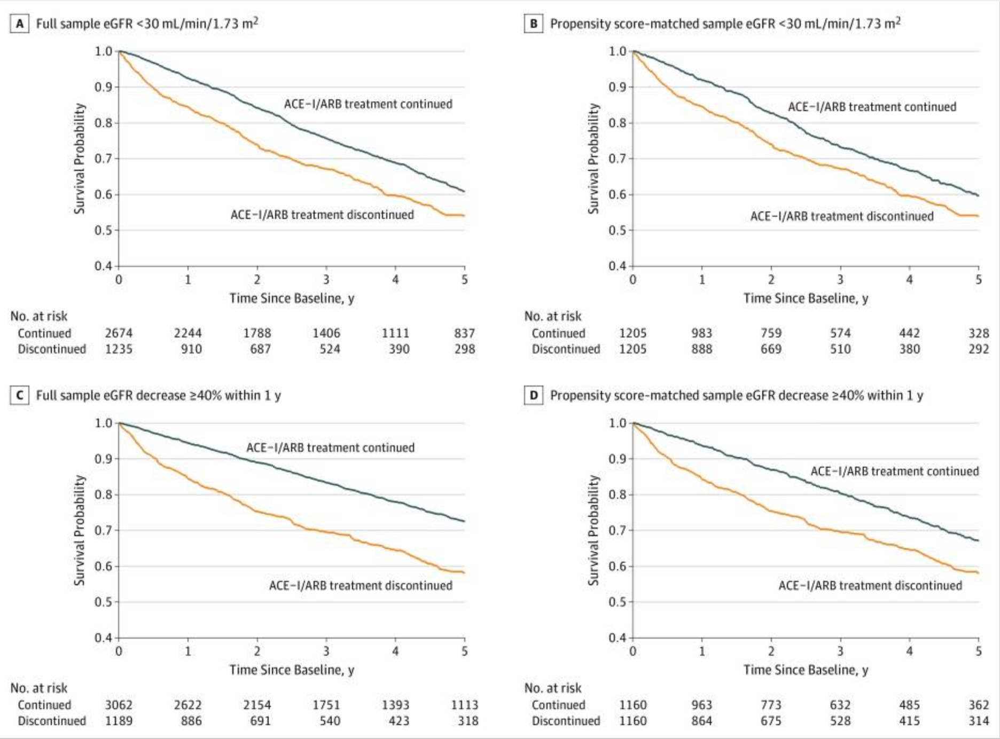 A Full sample eGFR <30 mL/min/1.73 m²
1.0
0.9
0.8
0.7
0.6
0.5
0.4
Survival Probability
ACE–I/ARB treatment continued
ACE–I/ARB treatment discontinued
0 1 2 3 4 5
Time Since Baseline, y
No. at risk
Continued 2674 2244 1788 1406 1111 837
Discontinued 1235 910 687 524 390 298
B Propensity score-matched sample eGFR <30 mL/min/1.73 m²
1.0
0.9
0.8
0.7
0.6
0.5
0.4
Survival Probability
ACE–I/ARB treatment continued
ACE–I/ARB treatment discontinued
0 1 2 3 4 5
Time Since Baseline, y
No. at risk
Continued 1205 983 759 574 442 328
Discontinued 1205 888 669 510 380 292
C Full sample eGFR decrease ≥40% within 1 y
1.0
0.9
0.8
0.7
0.6
0.5
0.4
Survival Probability
ACE–I/ARB treatment continued
ACE–I/ARB treatment discontinued
0 1 2 3 4 5
Time Since Baseline, y
No. at risk
Continued 3062 2622 2154 1751 1393 1113
Discontinued 1189 886 691 540 423 318
D Propensity score-matched sample eGFR decrease ≥40% within 1 y
1.0
0.9
0.8
0.7
0.6
0.5
0.4
Survival Probability
ACE–I/ARB treatment continued
ACE–I/ARB treatment discontinued
0 1 2 3 4 5
Time Since Baseline, y
No. at risk
Continued 1160 963 773 632 485 362
Discontinued 1160 864 675 528 415 314